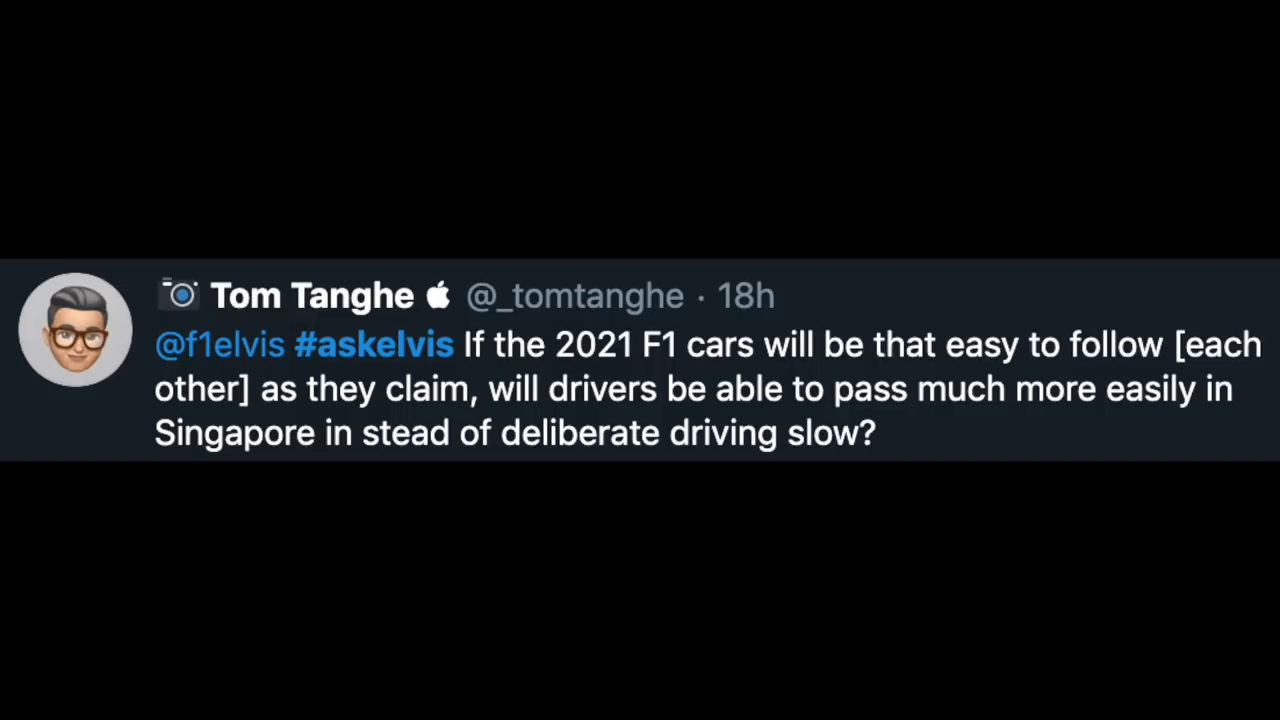 Tom Tanghe @_tomtanghe · 18h
@f1elvis #askelvis If the 2021 F1 cars will be that easy to follow [each
other] as they claim, will drivers be able to pass much more easily in
Singapore in stead of deliberate driving slow?